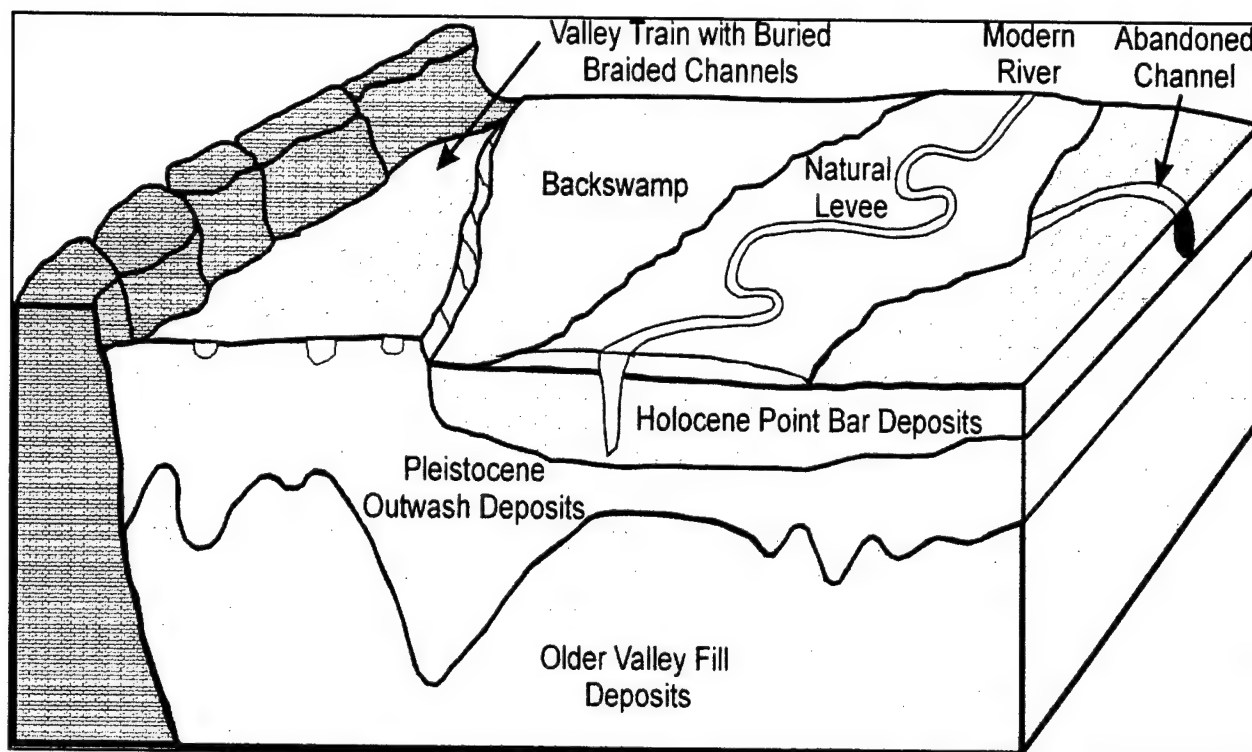 Valley Train with Buried
Braided Channels
Modern
River
Abandoned
Channel
Backswamp
Natural
Levee
Holocene Point Bar Deposits
Pleistocene
Outwash Deposits
Older Valley Fill
Deposits